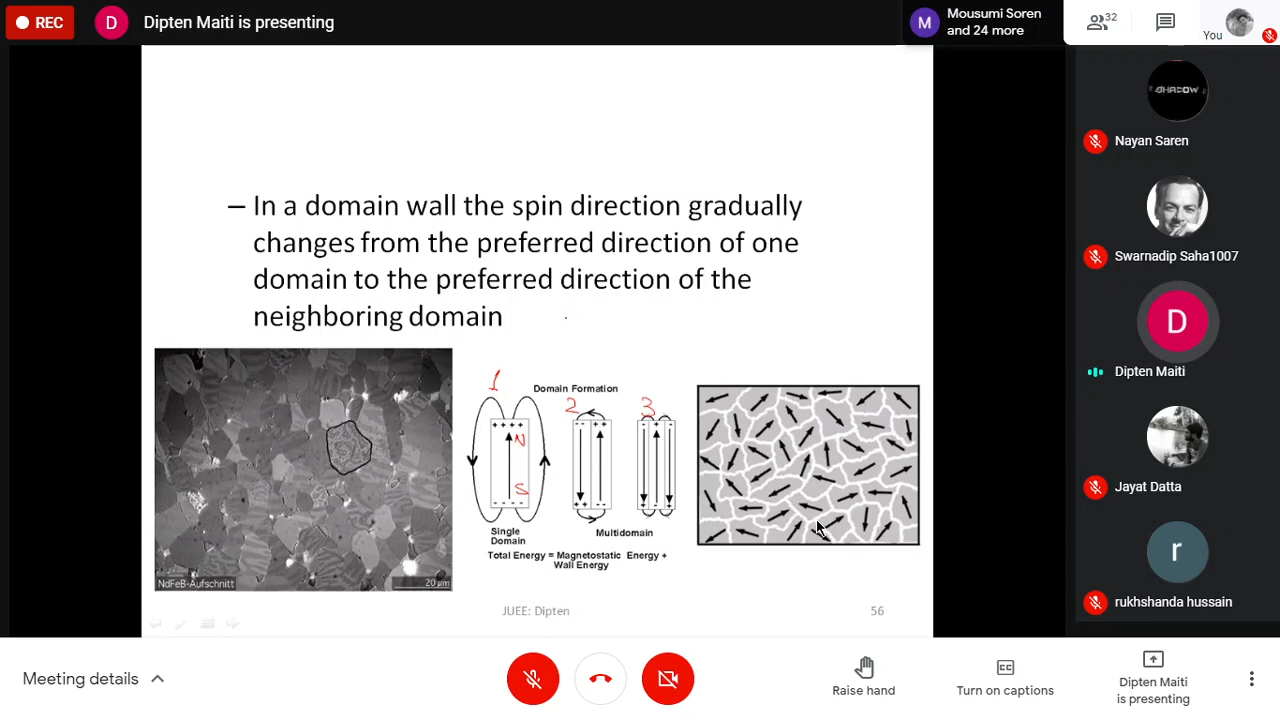 REC
D
Dipten Maiti is presenting
M
Mousumi Soren
and 24 more
32
You
SHADOW
Nayan Saren
Swarnadip Saha1007
D
Dipten Maiti
Jayat Datta
r
rukhshanda hussain
– In a domain wall the spin direction gradually
changes from the preferred direction of one
domain to the preferred direction of the
neighboring domain
NdFeB-Aufschnitt
20 µm
1
Domain Formation
2
3
+ + + +
N
S
- - - -
- - + +
+ + - -
- + -
+ - +
Single
Domain
Multidomain
Total Energy = Magnetostatic Energy +
Wall Energy
JUEE: Dipten
56
Meeting details
Raise hand
Turn on captions
Dipten Maiti
is presenting